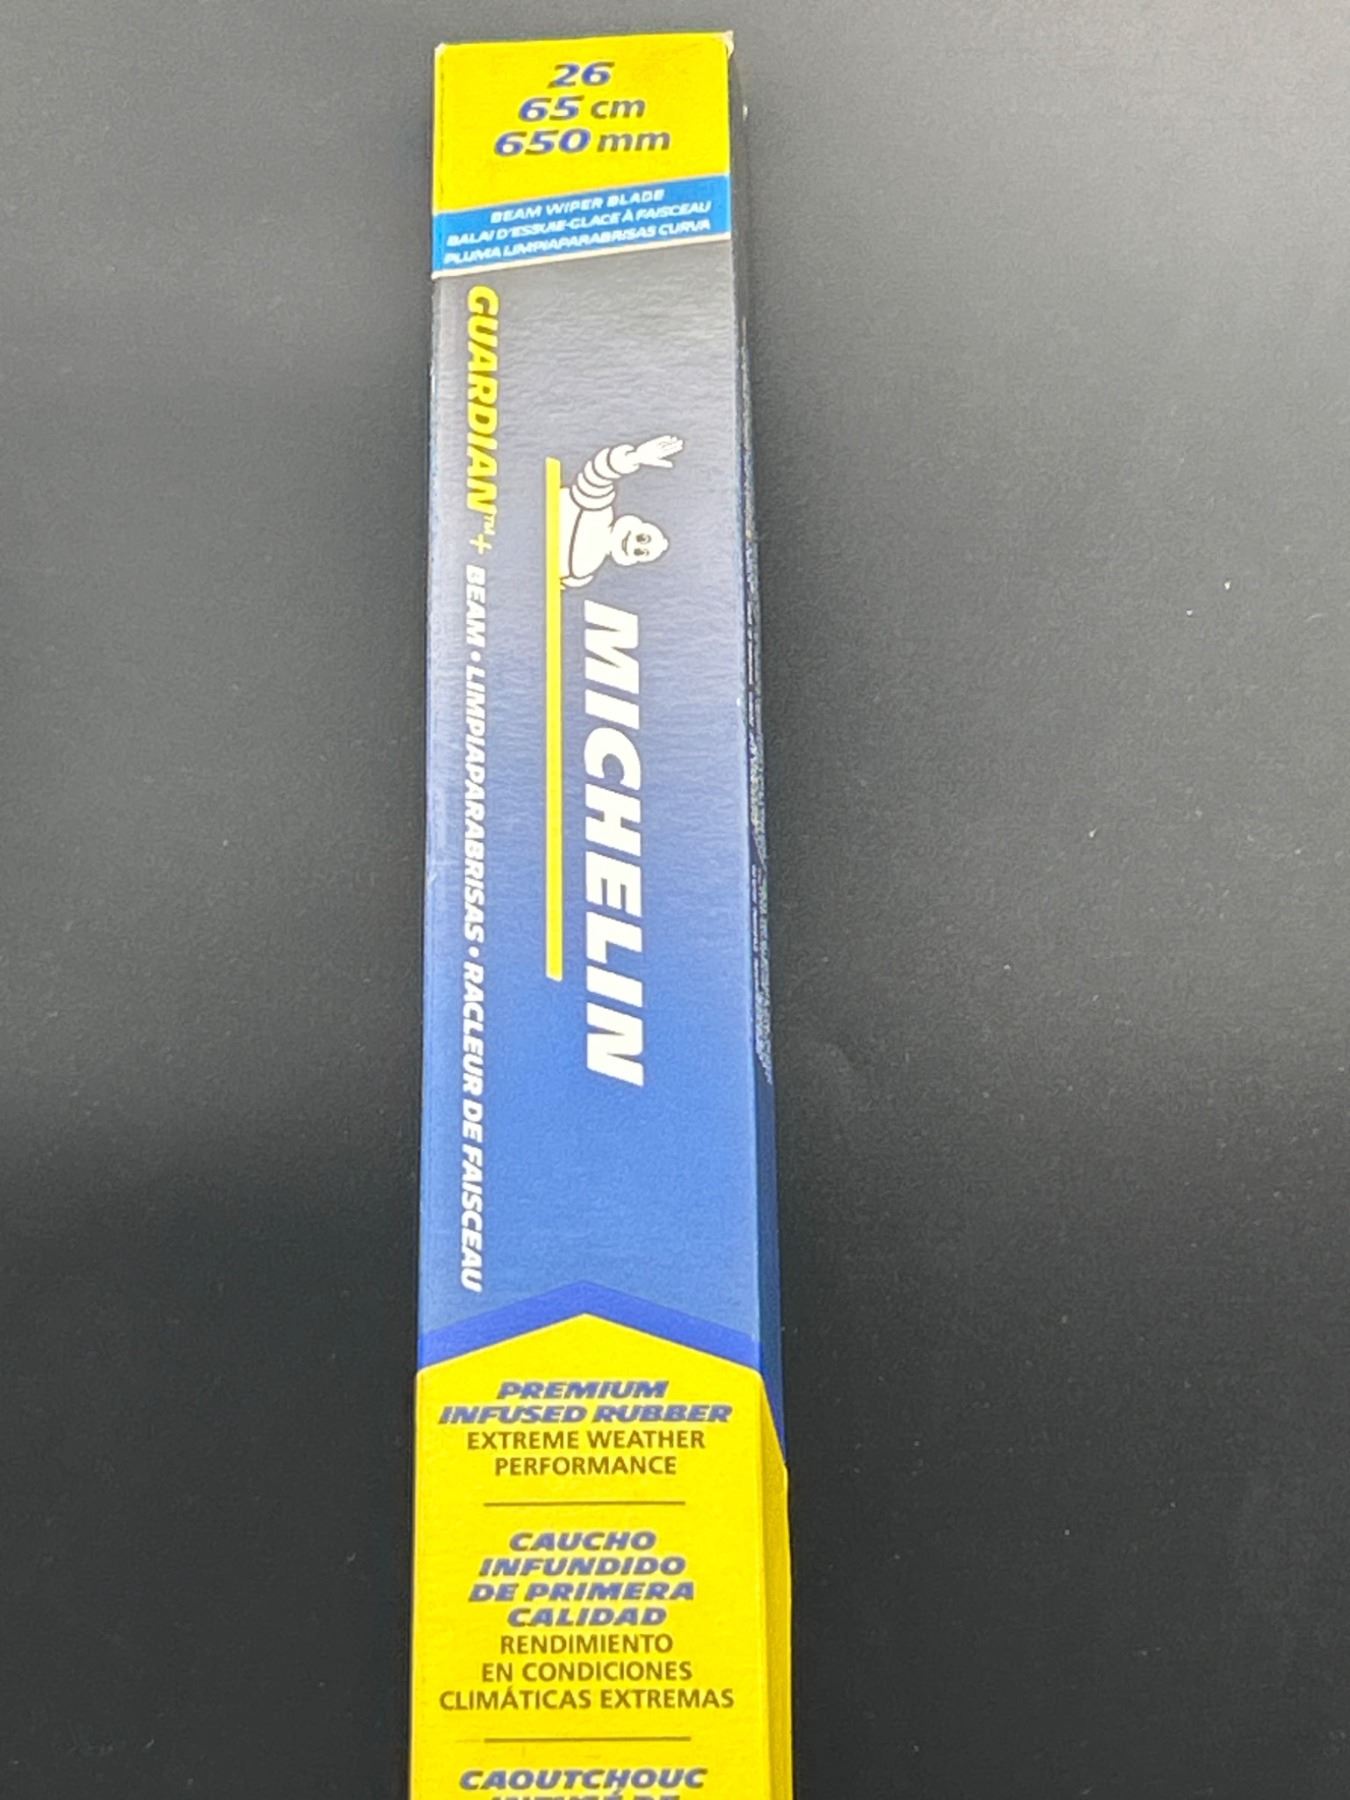 26
65 cm
650 mm
BEAM WIPER BLADE
BALAI D'ESSUIE-GLACE À FAISCEAU
PLUMA LIMPIAPARABRISAS CURVA
MICHELIN
GUARDIAN™+ BEAM • LIMPIAPARABRISAS • RACLEUR DE FAISCEAU
PREMIUM
INFUSED RUBBER
EXTREME WEATHER
PERFORMANCE
CAUCHO
INFUNDIDO
DE PRIMERA
CALIDAD
RENDIMIENTO
EN CONDICIONES
CLIMÁTICAS EXTREMAS
CAOUTCHOUC